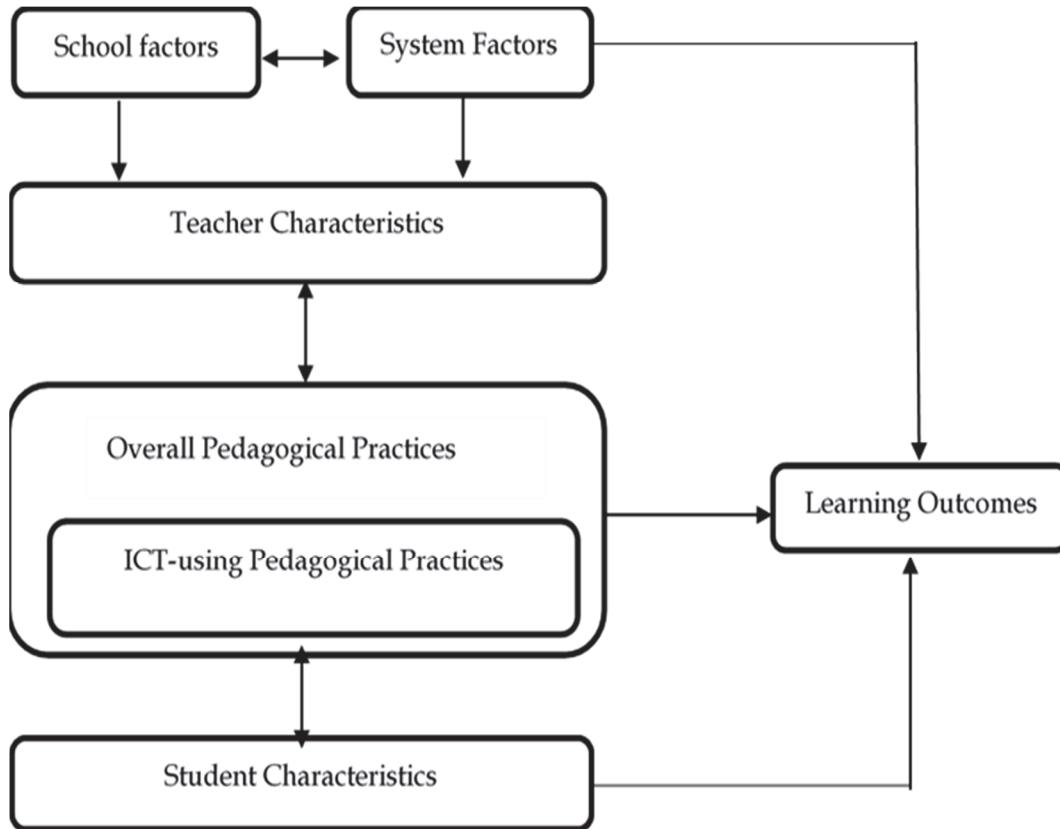 School factors
System Factors
Teacher Characteristics
Overall Pedagogical Practices
ICT-using Pedagogical Practices
Learning Outcomes
Student Characteristics